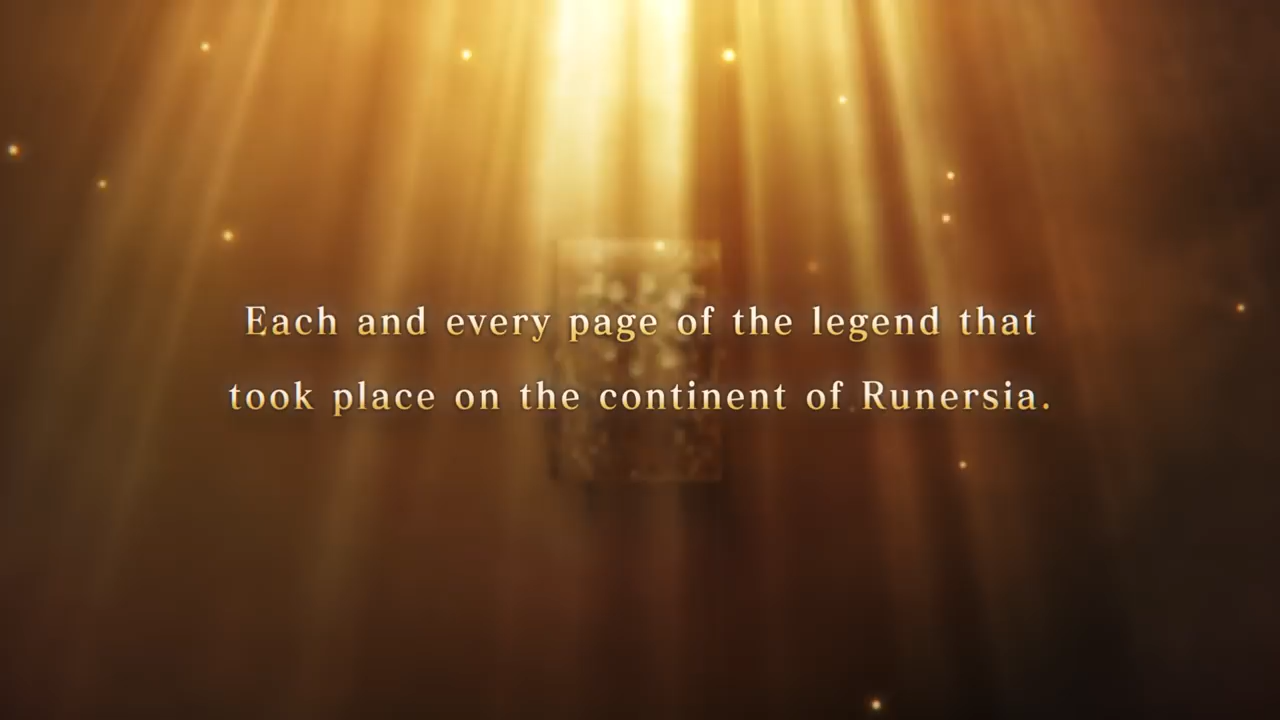 Each and every page of the legend that
took place on the continent of Runersia.